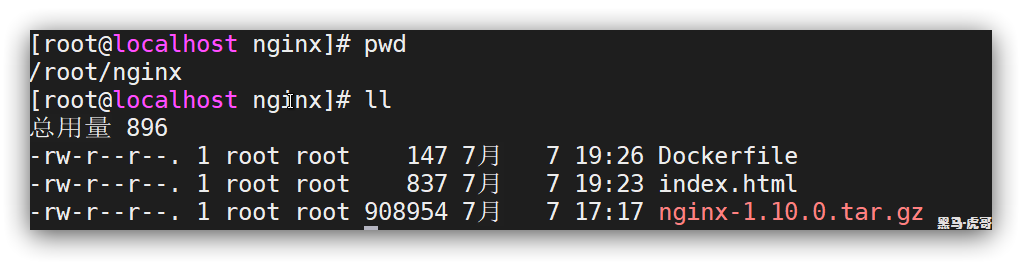 [root@localhost nginx]# pwd
/root/nginx
[root@localhost nginx]# ll
总用量 896
-rw-r--r--. 1 root root    147 7月   7 19:26 Dockerfile
-rw-r--r--. 1 root root    837 7月   7 19:23 index.html
-rw-r--r--. 1 root root 908954 7月   7 17:17 nginx-1.10.0.tar.gz
黑马-虎哥